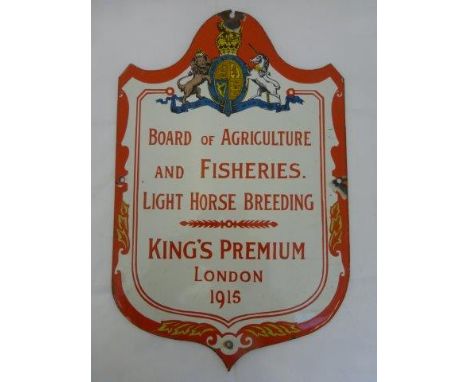 BOARD OF AGRICULTURE
AND FISHERIES.
LIGHT HORSE BREEDING
KING'S PREMIUM
LONDON
1915